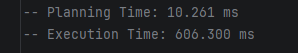 -- Planning Time: 10.261 ms
-- Execution Time: 606.300 ms